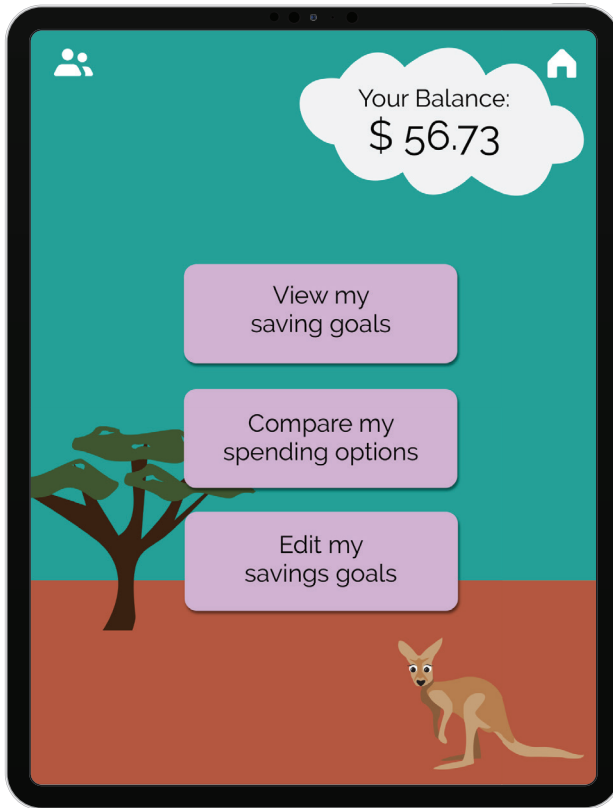 Your Balance:
$ 56.73
View my
saving goals
Compare my
spending options
Edit my
savings goals